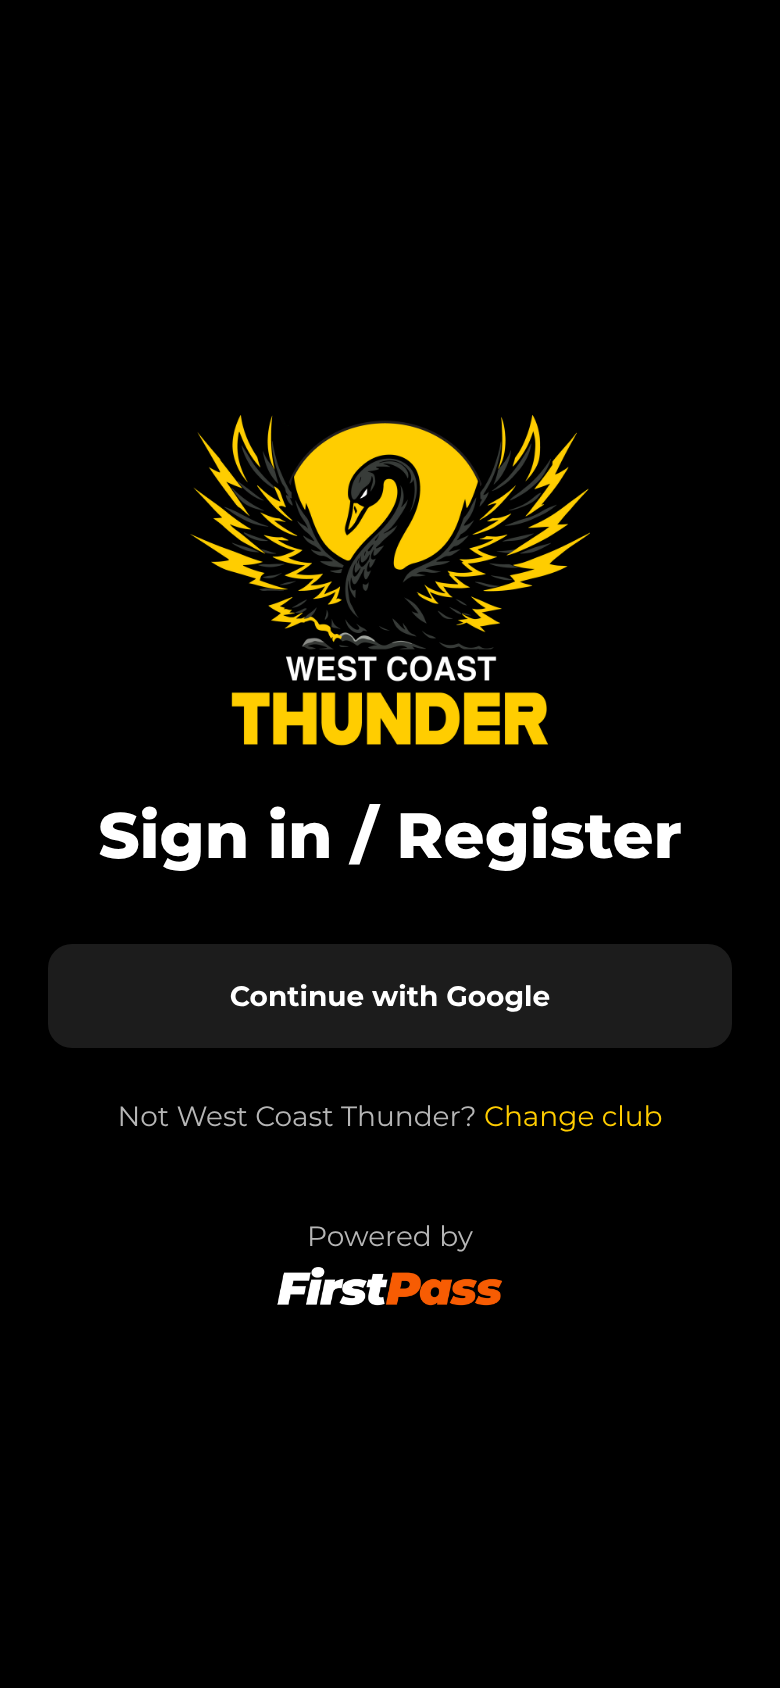 WEST COAST
THUNDER
Sign in / Register
Continue with Google
Not West Coast Thunder? Change club
Powered by
FirstPass